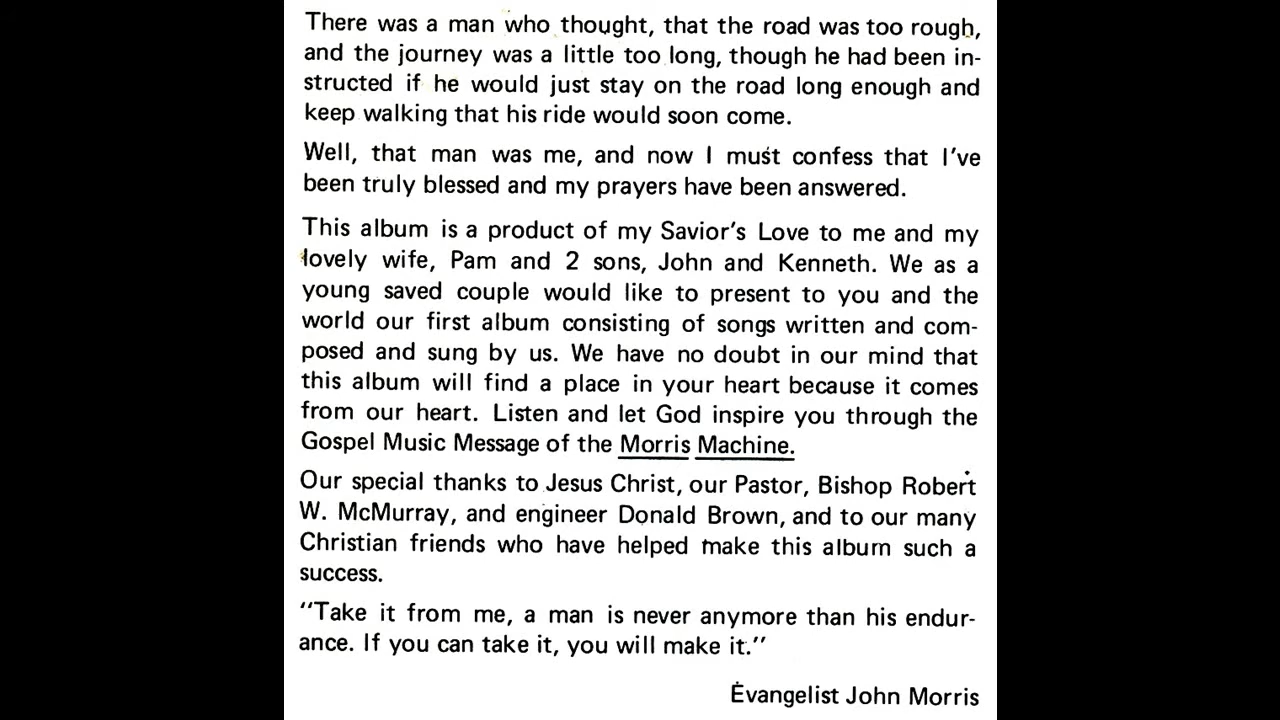 There was a man who thought, that the road was too rough,
and the journey was a little too long, though he had been in-
structed if he would just stay on the road long enough and
keep walking that his ride would soon come.
Well, that man was me, and now I must confess that I've
been truly blessed and my prayers have been answered.
This album is a product of my Savior's Love to me and my
lovely wife, Pam and 2 sons, John and Kenneth. We as a
young saved couple would like to present to you and the
world our first album consisting of songs written and com-
posed and sung by us. We have no doubt in our mind that
this album will find a place in your heart because it comes
from our heart. Listen and let God inspire you through the
Gospel Music Message of the Morris Machine.
Our special thanks to Jesus Christ, our Pastor, Bishop Robert
W. McMurray, and engineer Donald Brown, and to our many
Christian friends who have helped make this album such a
success.
"Take it from me, a man is never anymore than his endur-
ance. If you can take it, you will make it."
Evangelist John Morris